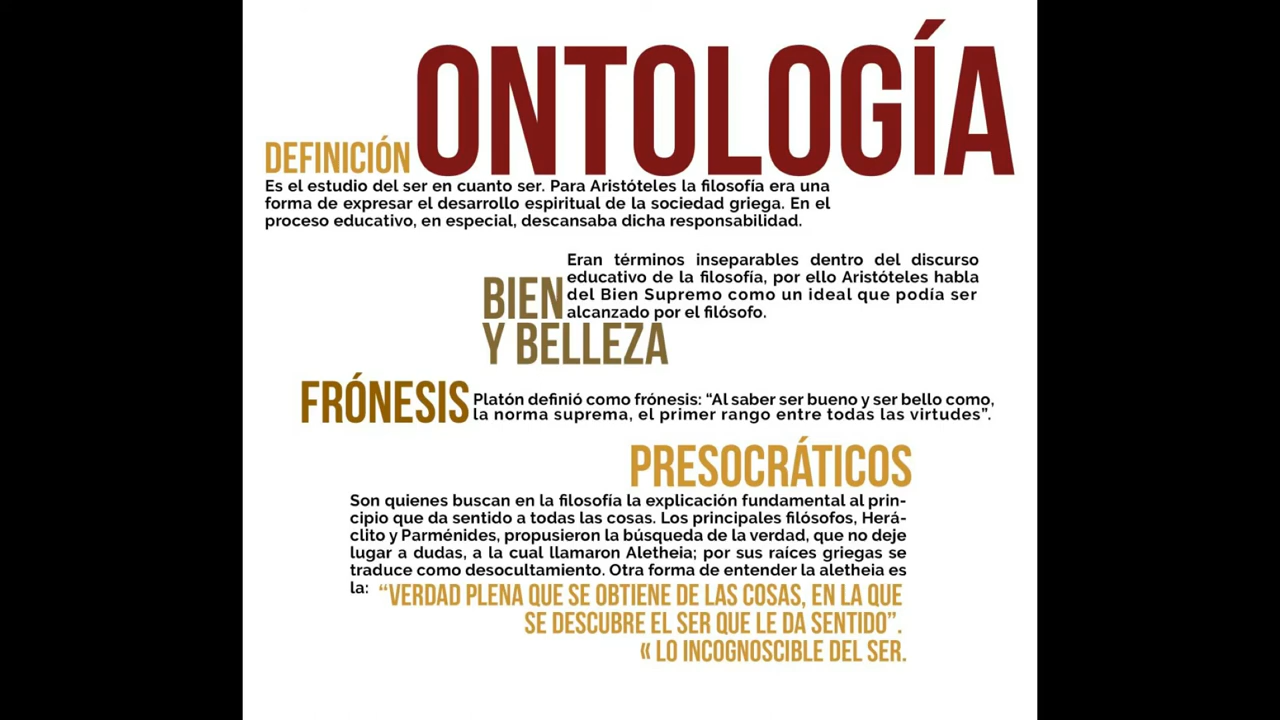 ONTOLOGÍA
DEFINICIÓN
Es el estudio del ser en cuanto ser. Para Aristóteles la filosofía era una
forma de expresar el desarrollo espiritual de la sociedad griega. En el
proceso educativo, en especial, descansaba dicha responsabilidad.
BIEN
Y BELLEZA
Eran términos inseparables dentro del discurso
educativo de la filosofía, por ello Aristóteles habla
del Bien Supremo como un ideal que podía ser
alcanzado por el filósofo.
FRÓNESIS
Platón definió como frónesis: “Al saber ser bueno y ser bello como,
la norma suprema, el primer rango entre todas las virtudes”.
PRESOCRÁTICOS
Son quienes buscan en la filosofía la explicación fundamental al prin-
cipio que da sentido a todas las cosas. Los principales filósofos, Herá-
clito y Parménides, propusieron la búsqueda de la verdad, que no deje
lugar a dudas, a la cual llamaron Aletheia; por sus raíces griegas se
traduce como desocultamiento. Otra forma de entender la aletheia es
la: “VERDAD PLENA QUE SE OBTIENE DE LAS COSAS, EN LA QUE
SE DESCUBRE EL SER QUE LE DA SENTIDO”.
« LO INCOGNOSCIBLE DEL SER.